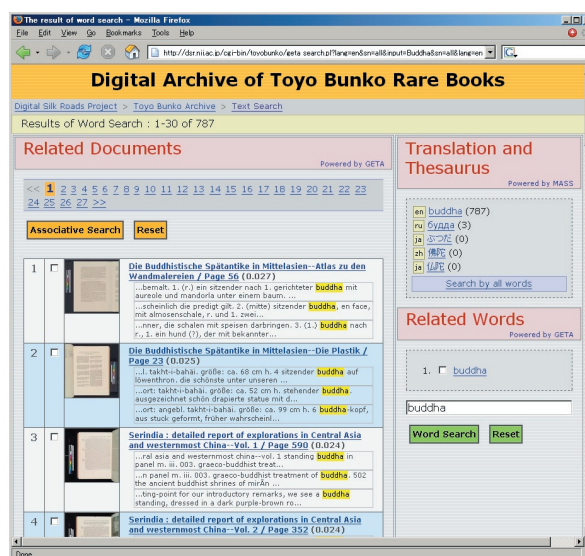 The result of word search - Mozilla Firefox
File Edit View Go Bookmarks Tools Help
http://dsr.nii.ac.jp/cgi-bin/toyobunko/geta_search.pl?lang=en&sn=all&input=Buddha&sn=all&lang=en
G
Digital Archive of Toyo Bunko Rare Books
Digital Silk Roads Project > Toyo Bunko Archive > Text Search
Results of Word Search : 1-30 of 787
Related Documents
Powered by GETA
<< 1 2 3 4 5 6 7 8 9 10 11 12 13 14 15 16 17 18 19 20 21 22 23
24 25 26 27 >>
Associative Search Reset
1
Die Buddhistische Spätantike in Mittelasien--Atlas zu den
Wandmalereien / Page 56 (0.027)
...bemalt. 1. (r.) ein sitzender nach 1. gerichteter buddha mit
aureole und mandorla unter einem baum. ...
...scheinlich die predigt gilt. 2. (mitte) sitzender buddha, en face,
mit almosenschale, r. und 1. zwei...
...nner, die schalen mit speisen darbringen. 3. (1.) buddha nach
r., 1. ein hund (?), der mit bekannter...
2
Die Buddhistische Spätantike in Mittelasien--Die Plastik /
Page 23 (0.025)
...l. takht-i-bahāi. größe: ca. 68 cm h. 4 sitzender buddha auf
löwenthron. die schönste unter unseren ...
...ort: takht-i-bahāi. größe: ca. 52 cm h. stehender buddha.
ausgezeichnet schön drapierte statue mit d...
...ort: angebl. takht-i-bahāi. größe: ca. 99 cm h. 6 buddha-kopf,
aus stuck geformt, früher wahrscheinl...
3
Serindia : detailed report of explorations in Central Asia
and westernmost China--Vol. 1 / Page 590 (0.024)
...ral asia and westernmost china--vol. 1 standing buddha in
panel m. iii. 003. graeco-buddhist treat...
...n panel m. iii. 003. graeco-buddhist treatment of buddha. 502
the ancient buddhist shrines of mirÃn ...
...ting-point for our introductory remarks, we see a buddha
standing, dressed in a dark purple-brown ro...
4
Serindia : detailed report of explorations in Central Asia
and westernmost China--Vol. 2 / Page 352 (0.024)
Translation and
Thesaurus
Powered by MASS
en buddha (787)
ru будда (3)
ja ぶつだ (0)
zh 佛陀 (0)
ja 仏陀 (0)
Search by all words
Related Words
Powered by GETA
1. buddha
buddha
Word Search Reset
Done